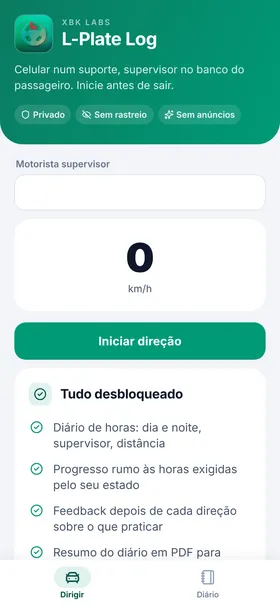 XBK LABS
L-Plate Log
Celular num suporte, supervisor no banco do
passageiro. Inicie antes de sair.
Privado
Sem rastreio
Sem anúncios
Motorista supervisor
0
km/h
Iniciar direção
Tudo desbloqueado
Diário de horas: dia e noite,
supervisor, distância
Progresso rumo às horas exigidas
pelo seu estado
Feedback depois de cada direção
sobre o que praticar
Resumo do diário em PDF para
Dirigir
Diário